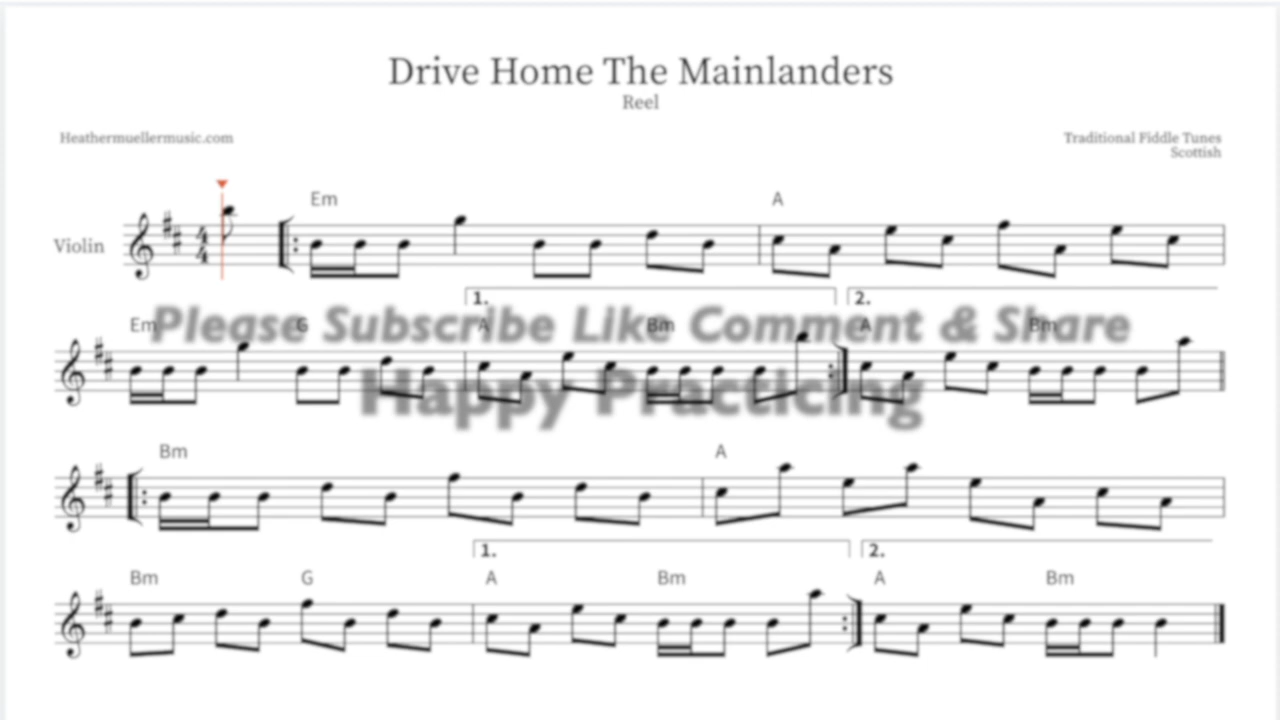 Drive Home The Mainlanders
Reel
Heathermuellermusic.com
Traditional Fiddle Tunes
Scottish
Em A
Violin
1. 2.
Em G A Bm A Bm
Please Subscribe Like Comment & Share
Happy Practicing
Bm A
1. 2.
Bm G A Bm A Bm